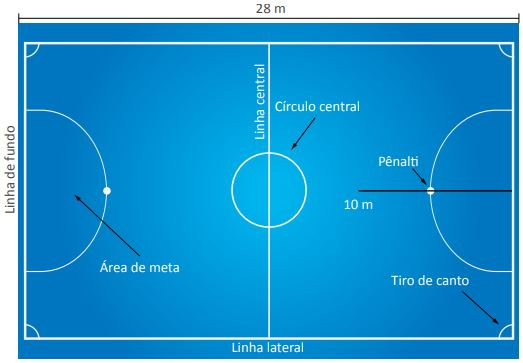 28 m
Linha de fundo
Linha central
Círculo central
Pênalti
10 m
Área de meta
Tiro de canto
Linha lateral